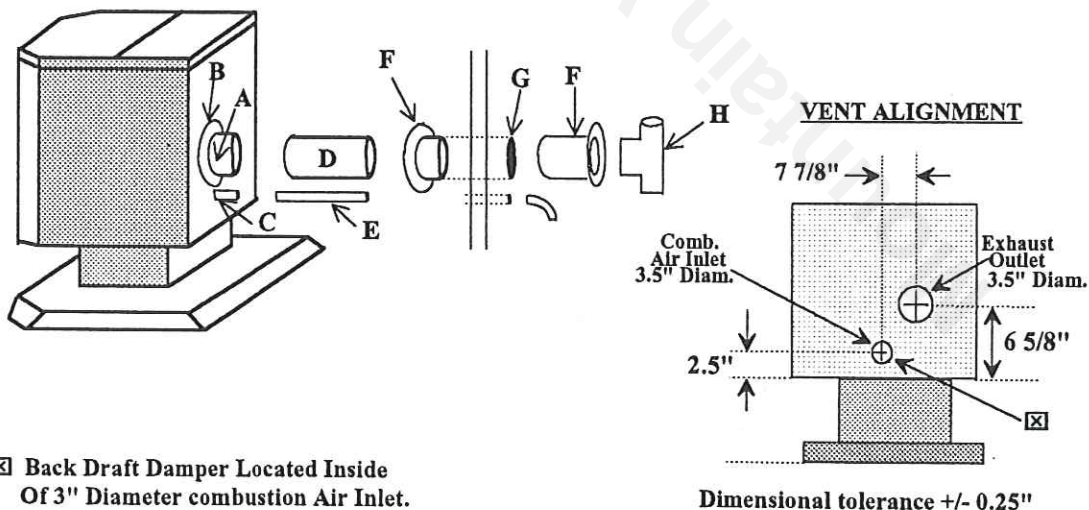 B
A
F
G
F
H
D
C
E
VENT ALIGNMENT
7 7/8"
Comb.
Air Inlet
3.5" Diam.
Exhaust
Outlet
3.5" Diam.
2.5"
6 5/8"
☒
☒ Back Draft Damper Located Inside
Of 3" Diameter combustion Air Inlet.
Dimensional tolerance +/- 0.25"